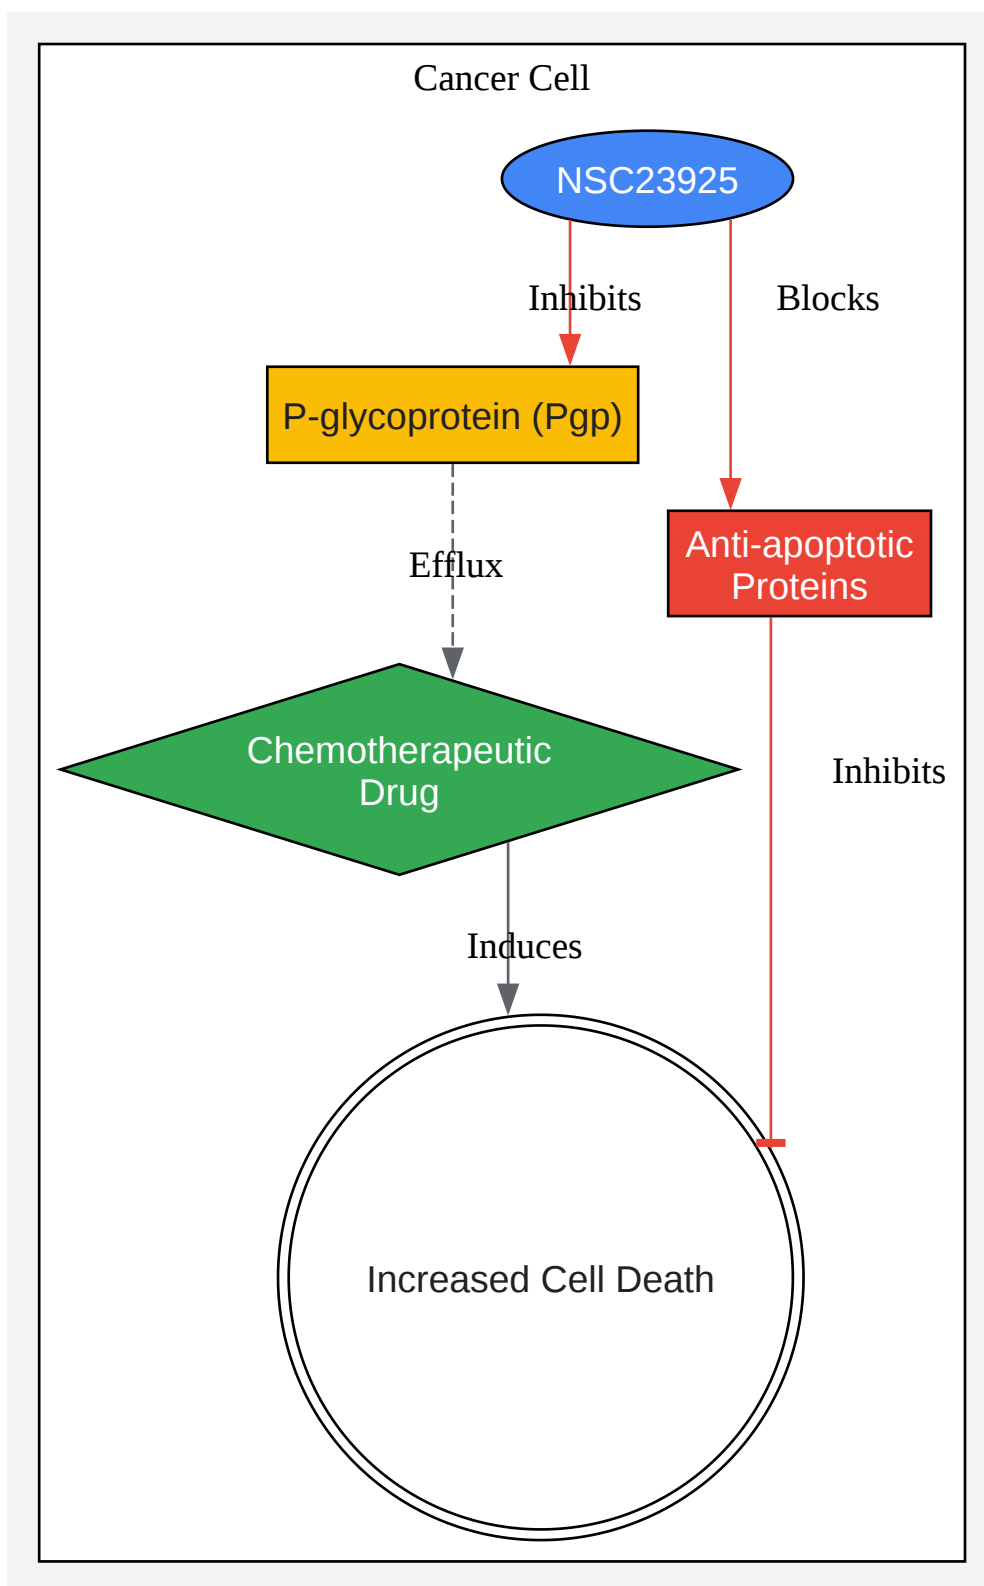 Cancer Cell
NSC23925
Inhibits
Blocks
P-glycoprotein (Pgp)
Efflux
Anti-apoptotic
Proteins
Chemotherapeutic
Drug
Inhibits
Induces
Increased Cell Death